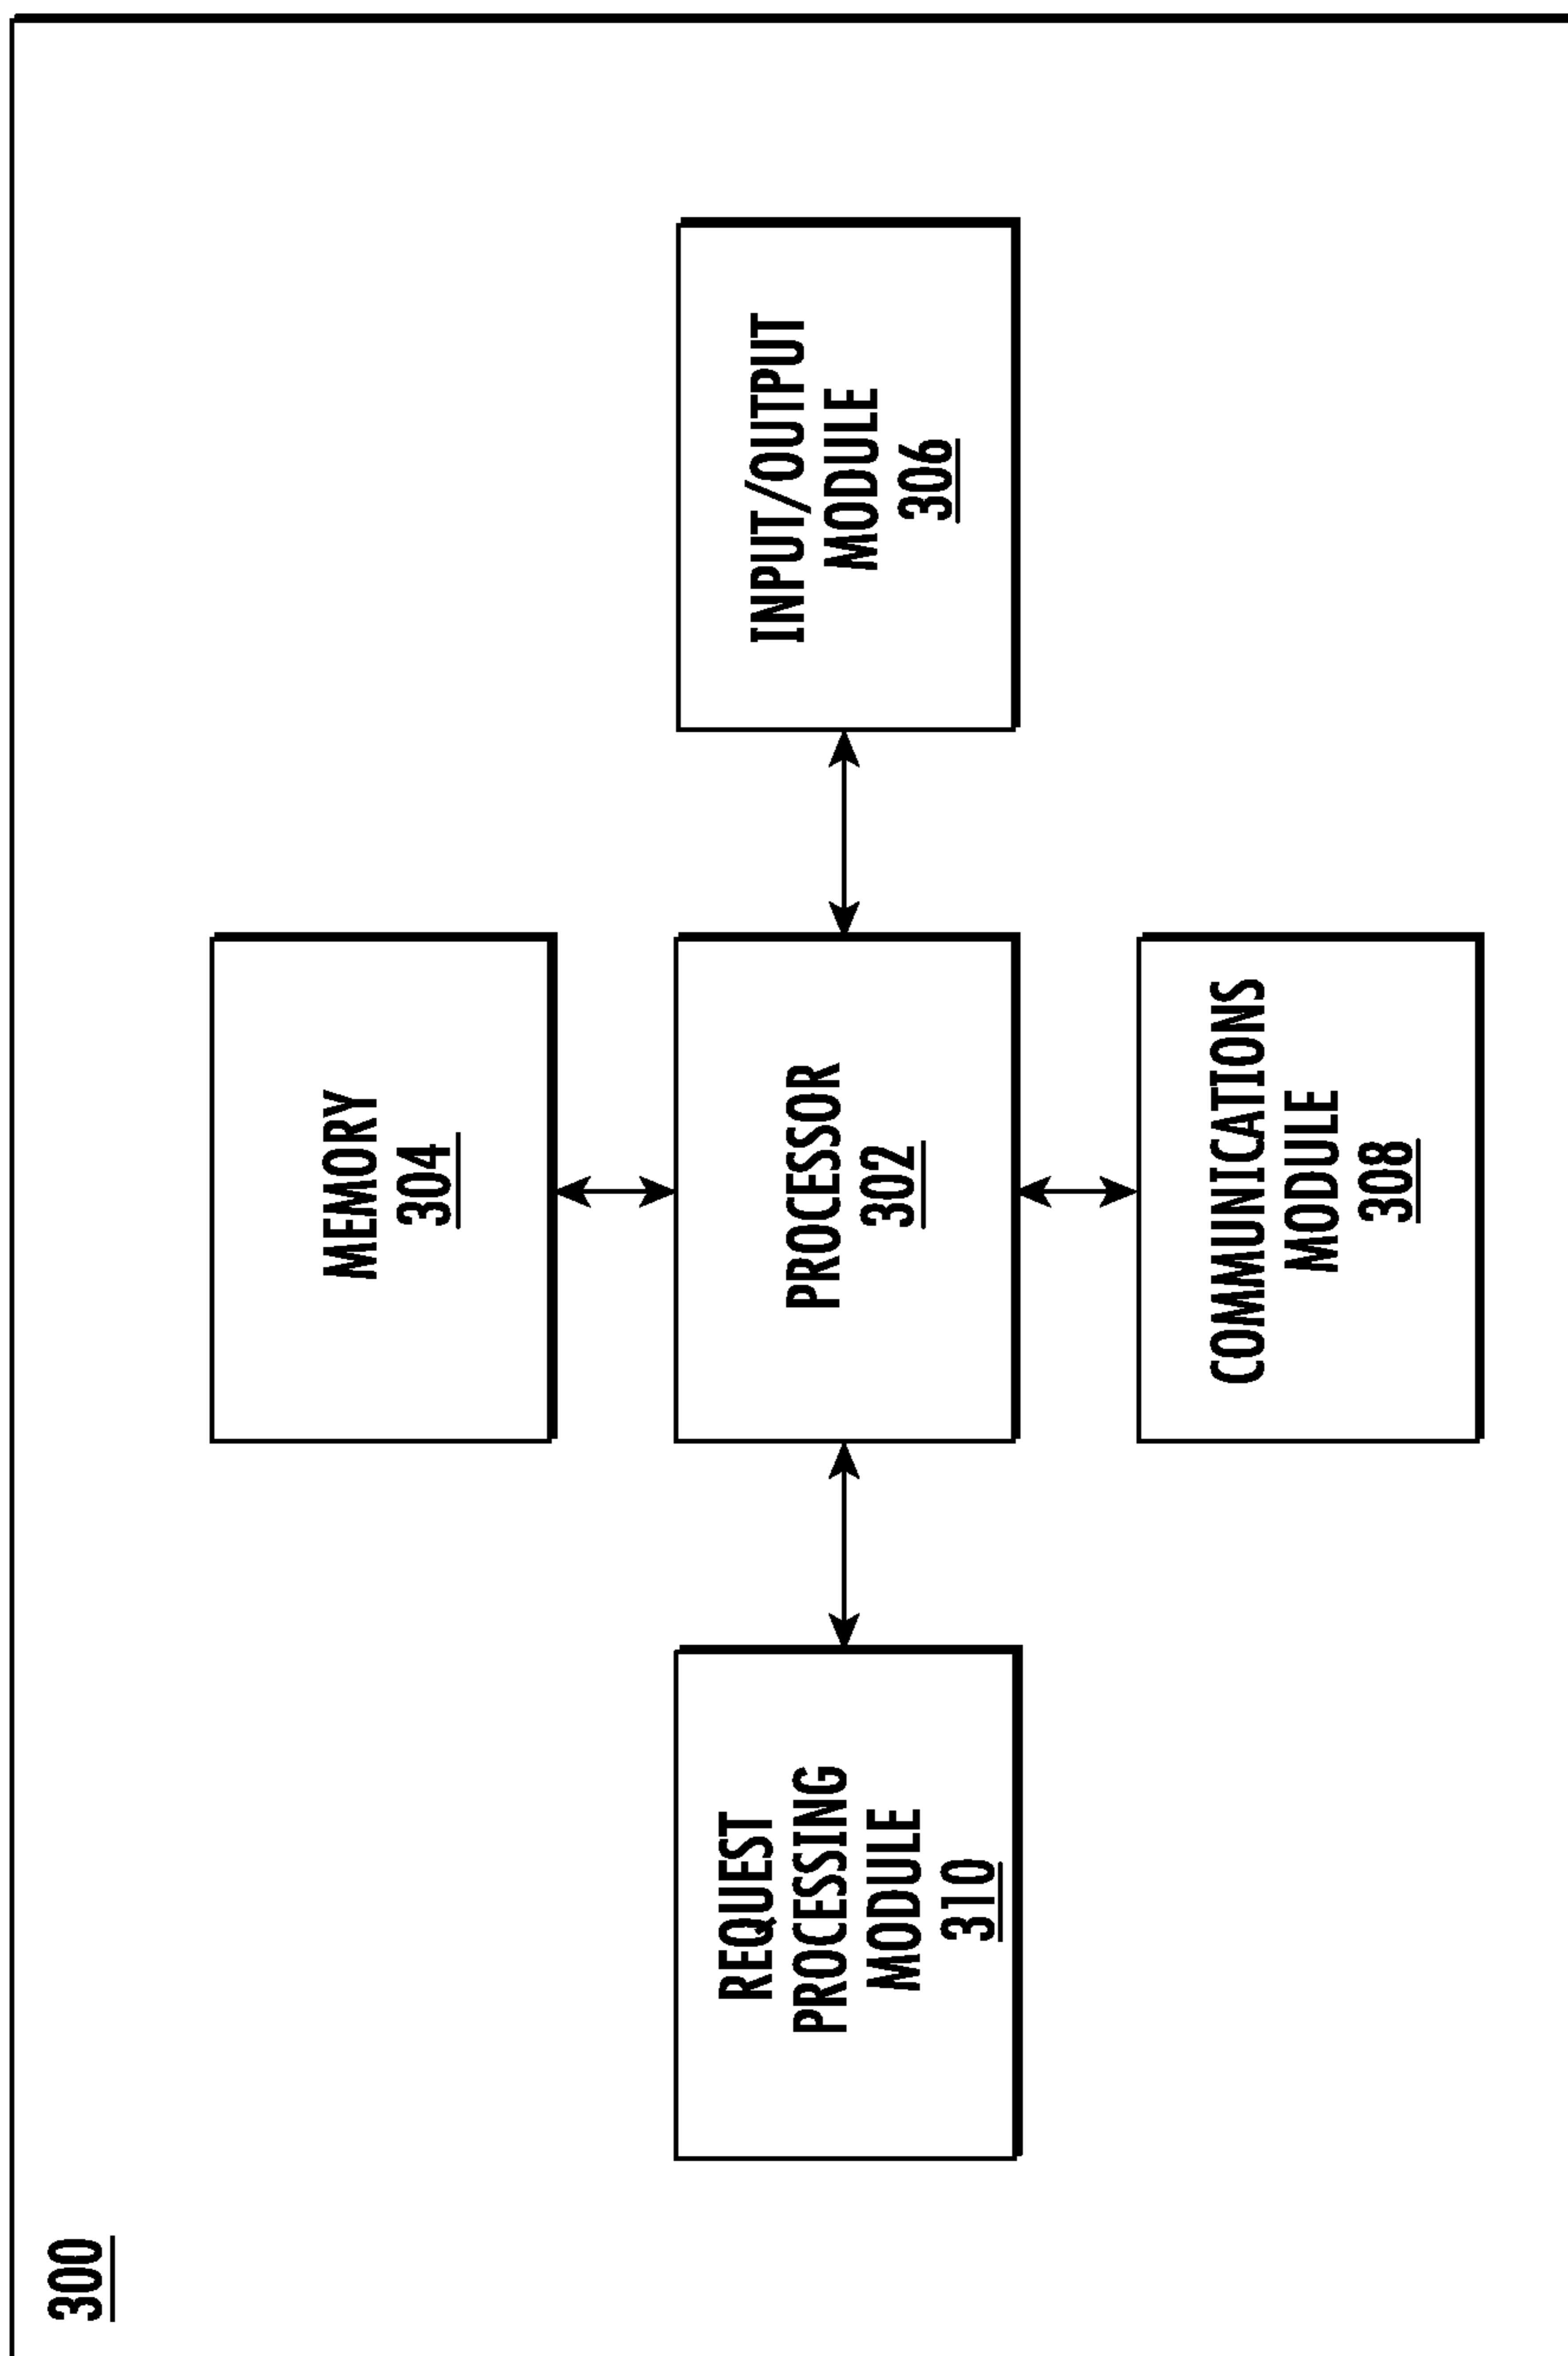 300
MEMORY
304
REQUEST
PROCESSING
MODULE
310
PROCESSOR
302
INPUT/OUTPUT
MODULE
306
COMMUNICATIONS
MODULE
308